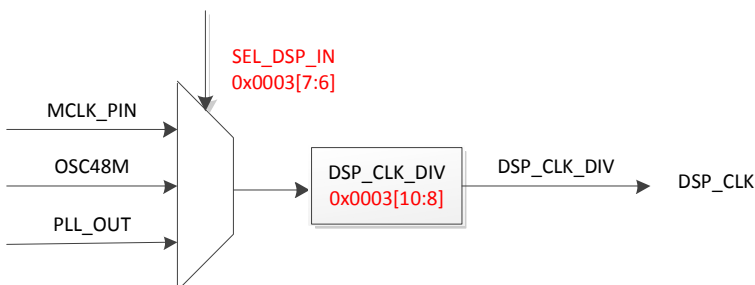 SEL_DSP_IN
0x0003[7:6]
MCLK_PIN
OSC48M
PLL_OUT
DSP_CLK_DIV
0x0003[10:8]
DSP_CLK_DIV
DSP_CLK